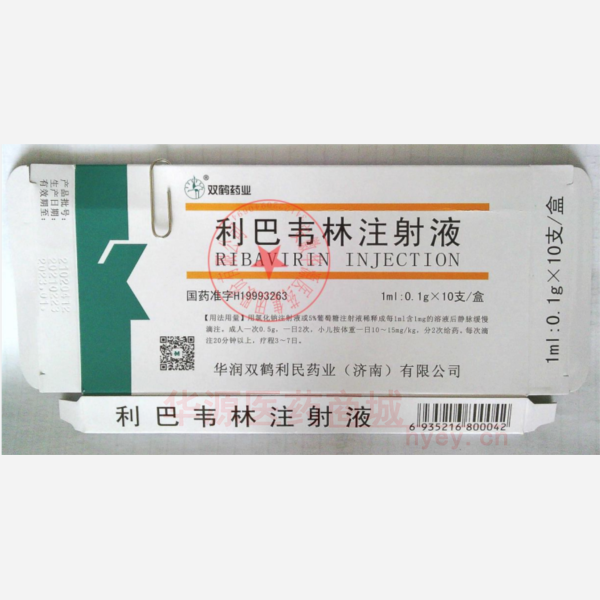 产品批号:
生产日期:
有效期至:
双鹤药业
利巴韦林注射液
RIBAVIRIN INJECTION
国药准字H19993263
1ml:0.1g×10支/盒
【用法用量】用氯化钠注射液或5%葡萄糖注射液稀释成每1ml含1mg的溶液后静脉缓慢
滴注。成人一次0.5g,一日2次,小儿按体重一日10~15mg/kg,分2次给药。每次滴
注20分钟以上,疗程3~7日。
华润双鹤利民药业(济南)有限公司
1ml:0.1g×10支/盒
利巴韦林注射液
6 935216 800042
华源医药商城
hyey.cn